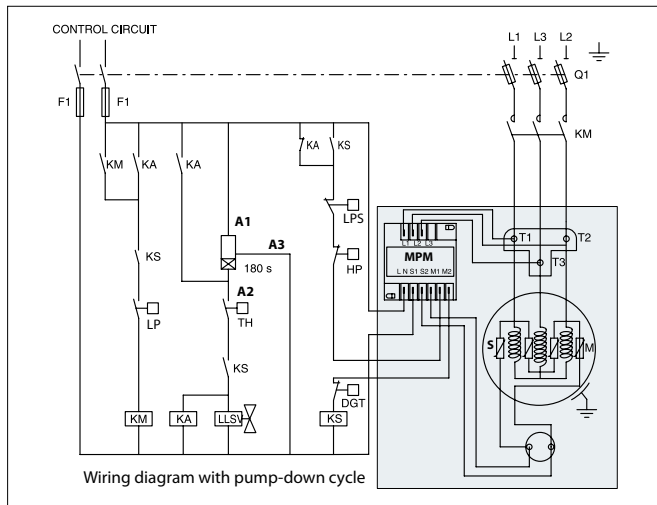 CONTROL CIRCUIT
L1 L3 L2
Q1
F1 F1
KM
KM KA KA KA KS
A1
A3
LPS
180 s
HP
A2
KS
LP
TH
KS
L1 L2 L3
MPM
L N S1 S2 M1 M2
T1 T2
T3
S M
DGT
KM KA LLSV KS
Wiring diagram with pump-down cycle